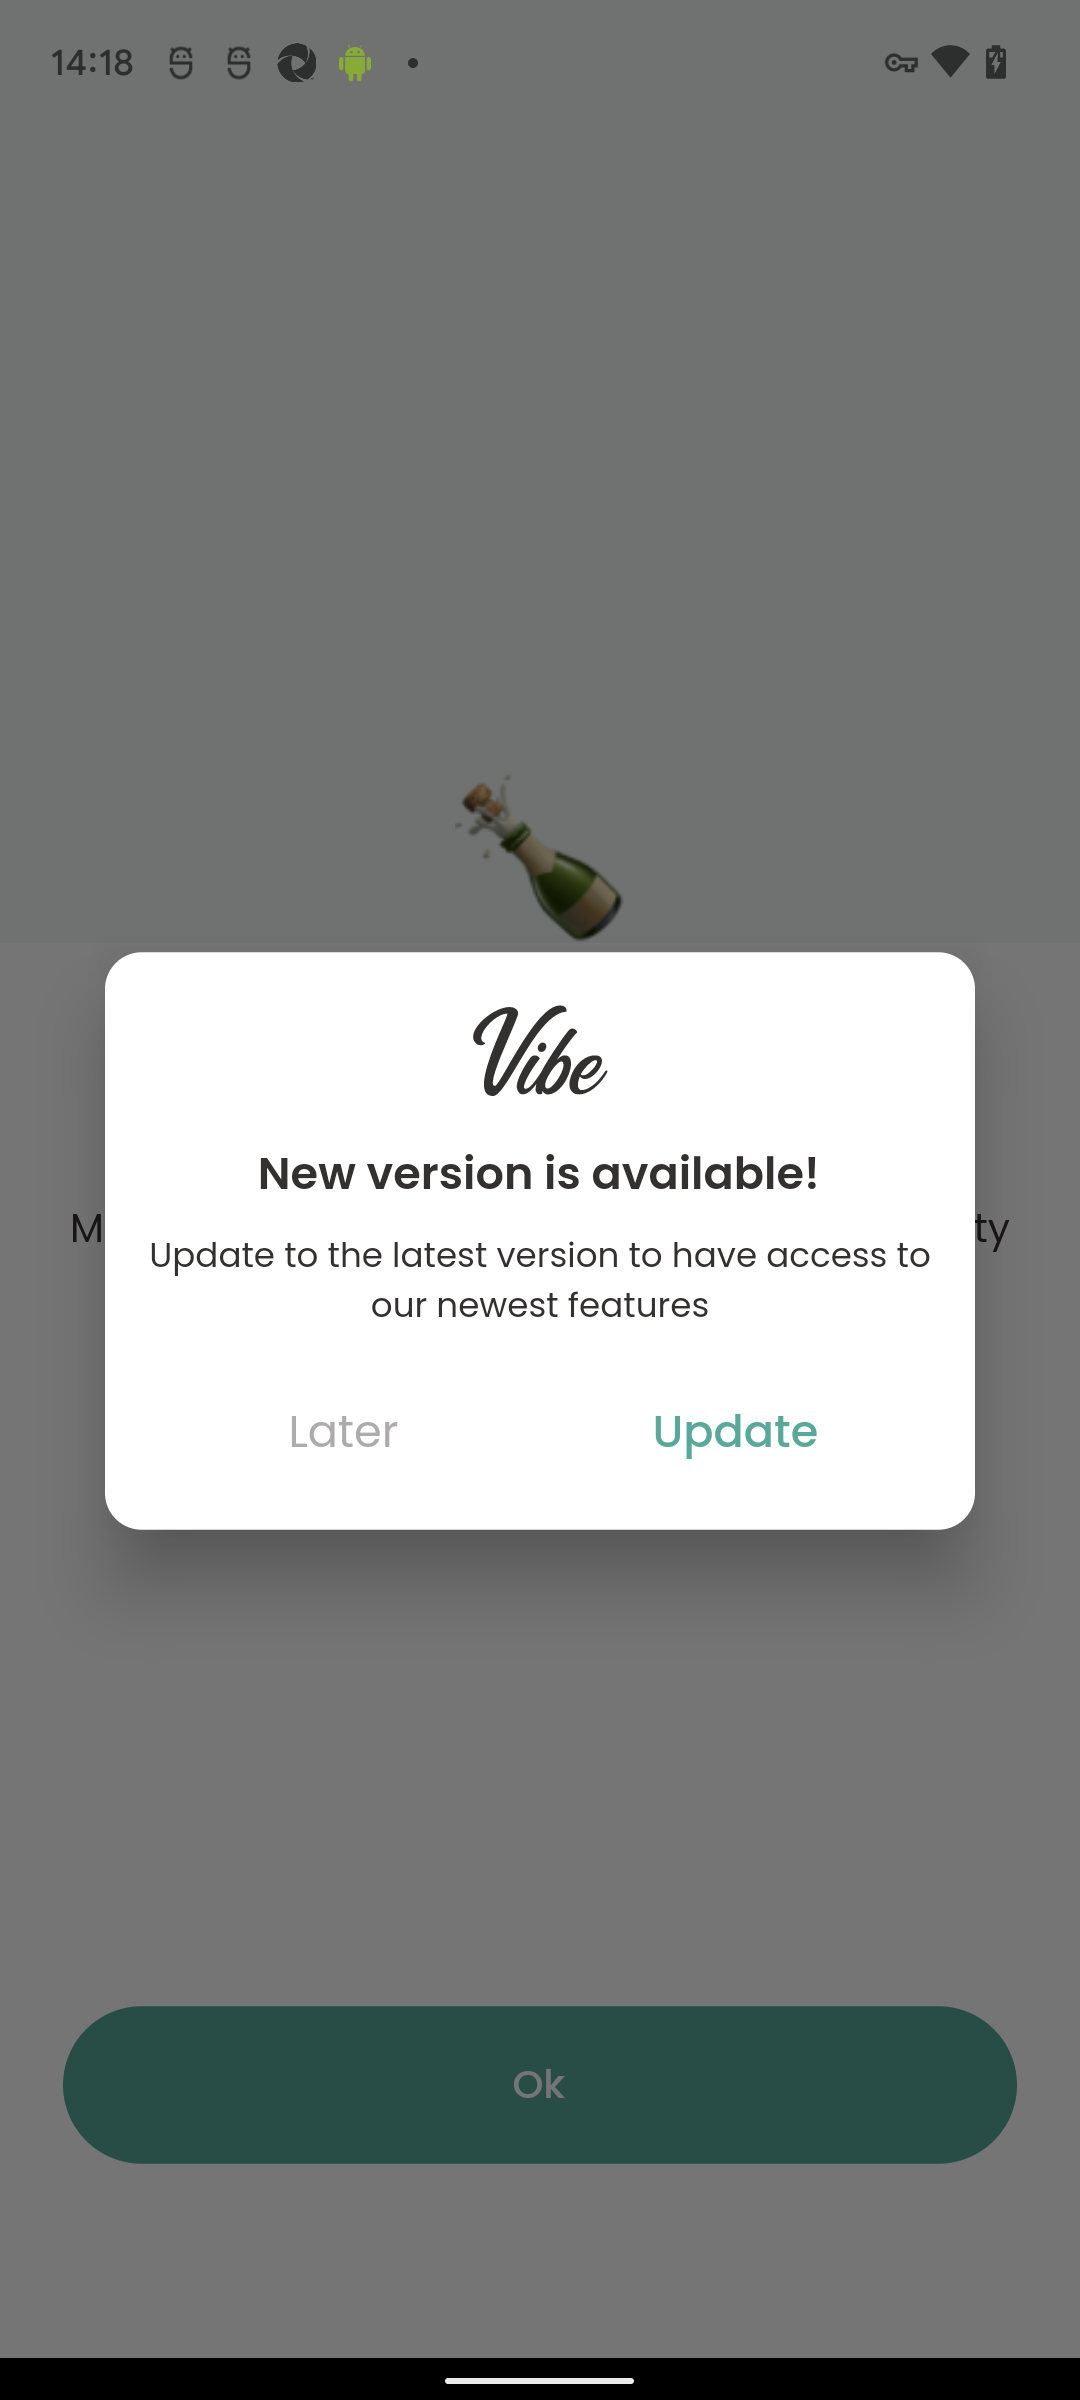 14:18
Vibe
New version is available!
Update to the latest version to have access to
our newest features
Later Update
Ok